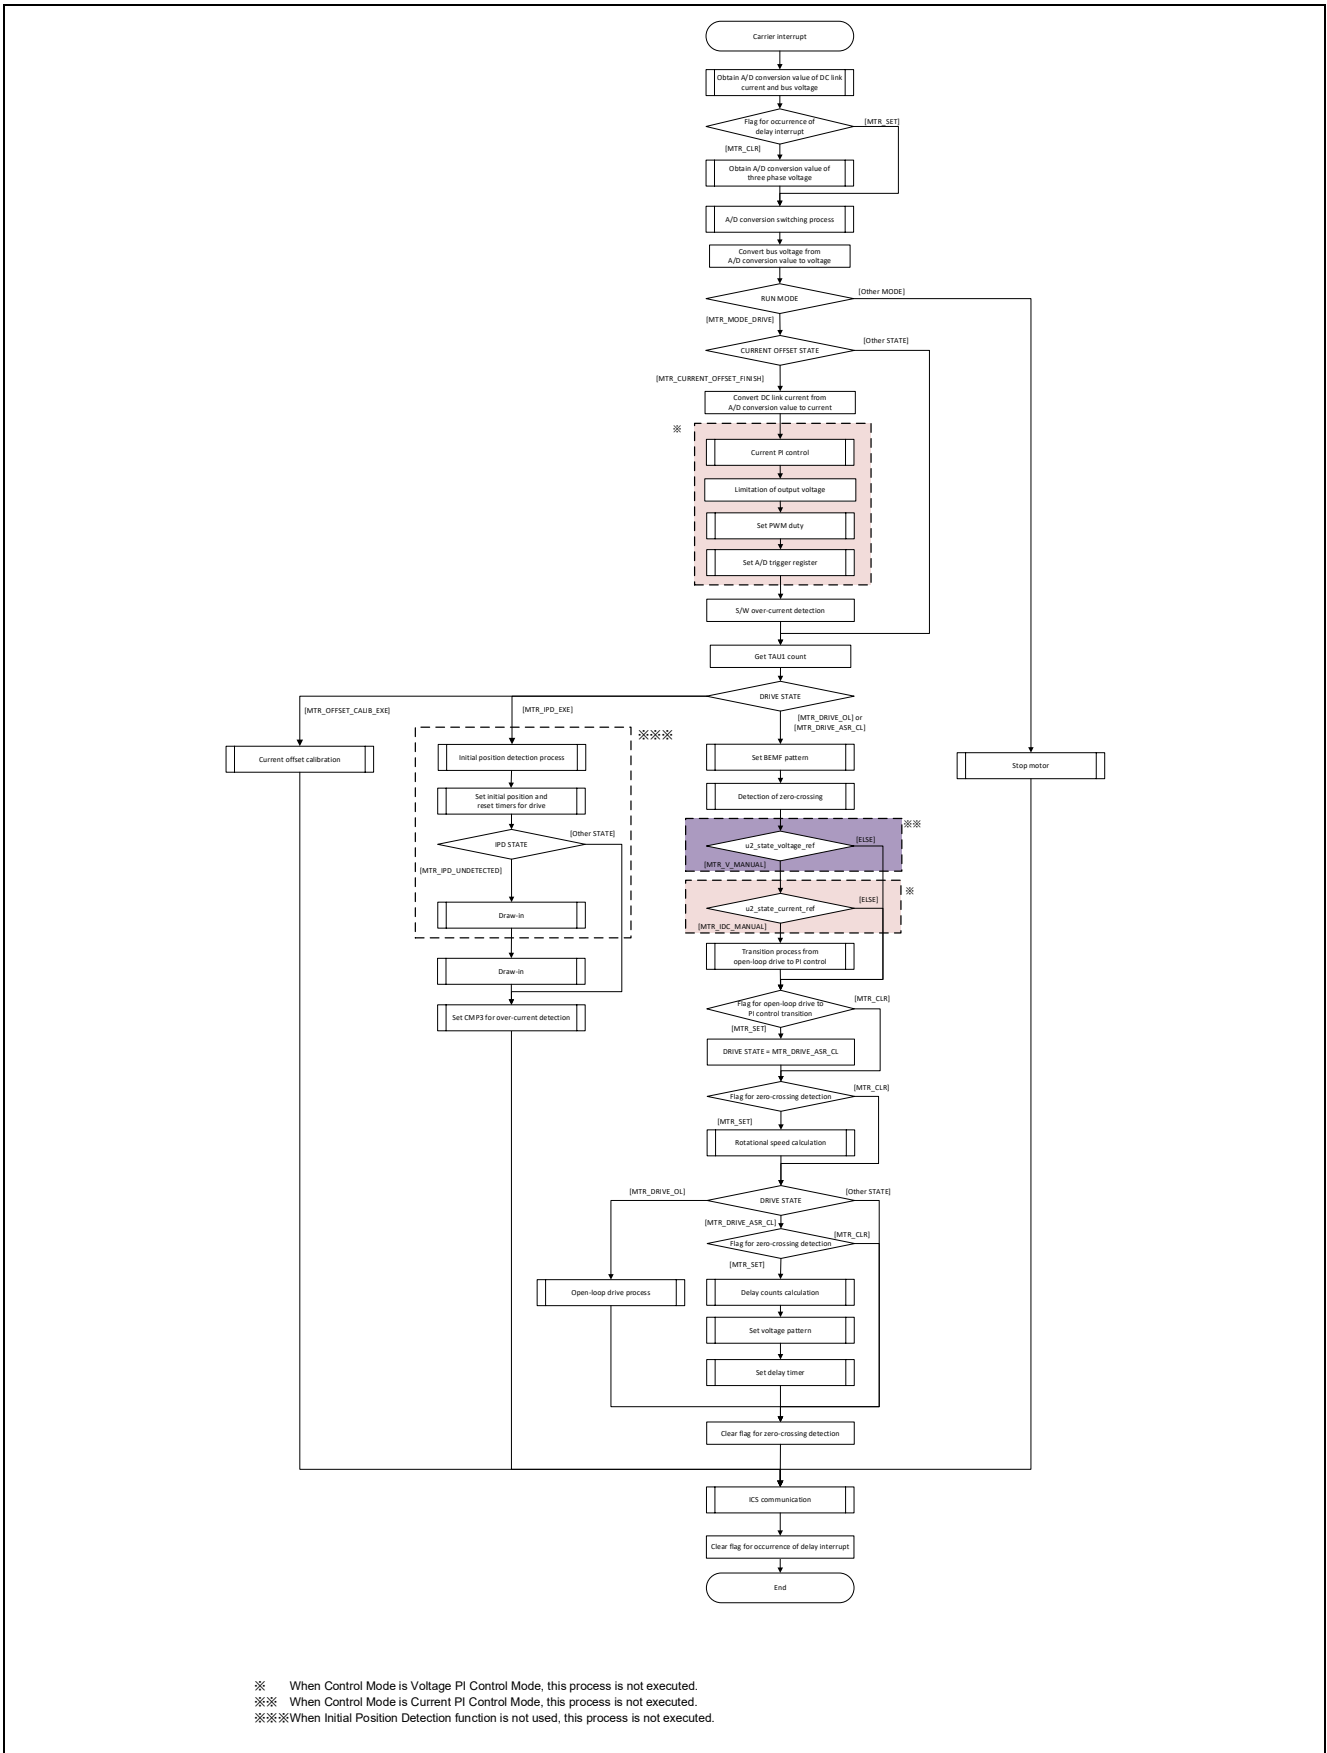 Carrier interrupt
Obtain A/D conversion value of DC link
current and bus voltage
Flag for occurrence of
delay interrupt
[MTR_SET]
[MTR_CLR]
Obtain A/D conversion value of
three phase voltage
A/D conversion switching process
Convert bus voltage from
A/D conversion value to voltage
RUN MODE
[Other MODE]
[MTR_MODE_DRIVE]
CURRENT OFFSET STATE
[Other STATE]
[MTR_CURRENT_OFFSET_FINISH]
Convert DC link current from
A/D conversion value to current
※
Current PI control
Limitation of output voltage
Set PWM duty
Set A/D trigger register
S/W over-current detection
Get TAU1 count
DRIVE STATE
[MTR_OFFSET_CALIB_EXE]
[MTR_IPD_EXE]
[MTR_DRIVE_OL] or
[MTR_DRIVE_ASR_CL]
※※※
Current offset calibration
Initial position detection process
Set BEMF pattern
Stop motor
Set initial position and
reset timers for drive
Detection of zero-crossing
※※
IPD STATE
[Other STATE]
u2_state_voltage_ref
[ELSE]
[MTR_IPD_UNDETECTED]
[MTR_V_MANUAL]
※
Draw-in
u2_state_current_ref
[ELSE]
[MTR_IDC_MANUAL]
Transition process from
open-loop drive to PI control
Draw-in
Set CMP3 for over-current detection
Flag for open-loop drive to
PI control transition
[MTR_CLR]
[MTR_SET]
DRIVE STATE = MTR_DRIVE_ASR_CL
Flag for zero-crossing detection
[MTR_CLR]
[MTR_SET]
Rotational speed calculation
[MTR_DRIVE_OL]
DRIVE STATE
[Other STATE]
[MTR_DRIVE_ASR_CL]
Flag for zero-crossing detection
[MTR_CLR]
[MTR_SET]
Open-loop drive process
Delay counts calculation
Set voltage pattern
Set delay timer
Clear flag for zero-crossing detection
ICS communication
Clear flag for occurrence of delay interrupt
End
※ When Control Mode is Voltage PI Control Mode, this process is not executed.
※※ When Control Mode is Current PI Control Mode, this process is not executed.
※※※When Initial Position Detection function is not used, this process is not executed.